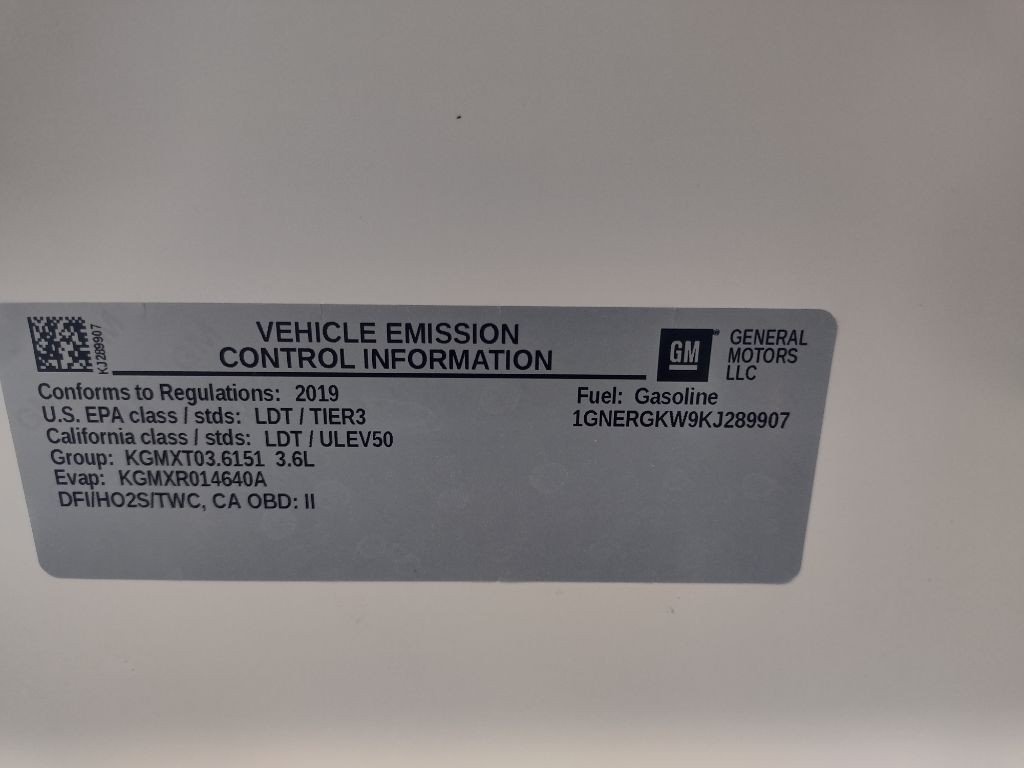 KJ289907
VEHICLE EMISSION
CONTROL INFORMATION
GM
GENERAL
MOTORS
LLC
Conforms to Regulations: 2019
U.S. EPA class / stds: LDT / TIER3
California class / stds: LDT / ULEV50
Group: KGMXT03.6151 3.6L
Evap: KGMXR014640A
DFI/HO2S/TWC, CA OBD: II
Fuel: Gasoline
1GNERGKW9KJ289907